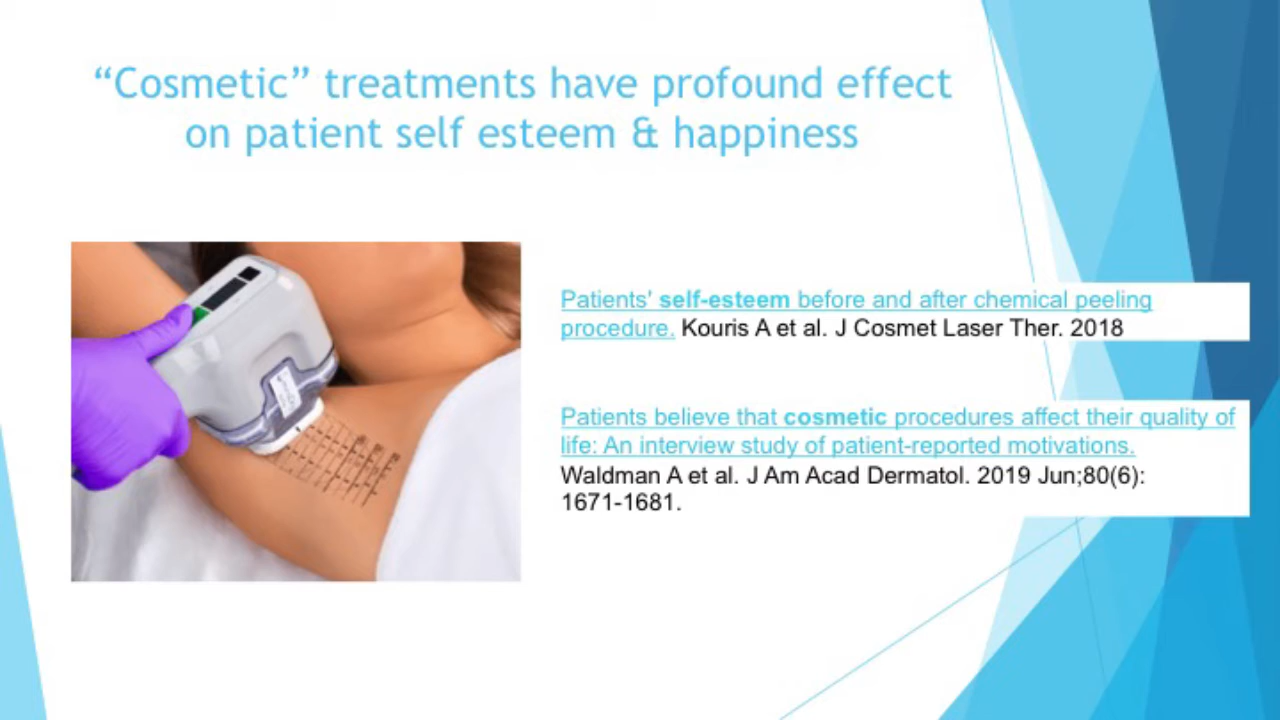 “Cosmetic” treatments have profound effect
on patient self esteem & happiness
Patients' self-esteem before and after chemical peeling
procedure. Kouris A et al. J Cosmet Laser Ther. 2018
Patients believe that cosmetic procedures affect their quality of
life: An interview study of patient-reported motivations.
Waldman A et al. J Am Acad Dermatol. 2019 Jun;80(6):
1671-1681.